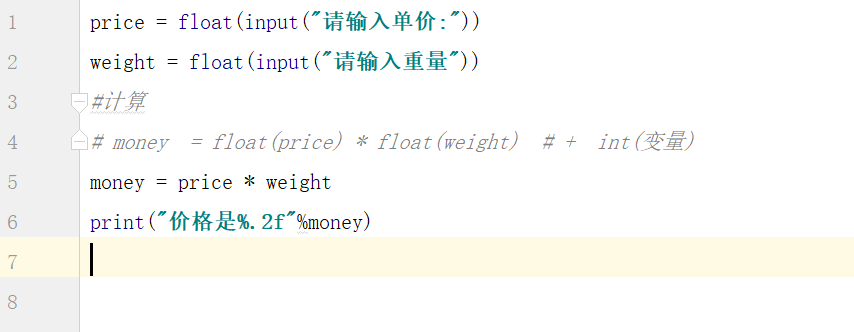 1 price = float(input("请输入单价:"))
2 weight = float(input("请输入重量"))
3 #计算
4 # money  = float(price) * float(weight)  # +  int(变量)
5 money = price * weight
6 print("价格是%.2f"%money)
7
8